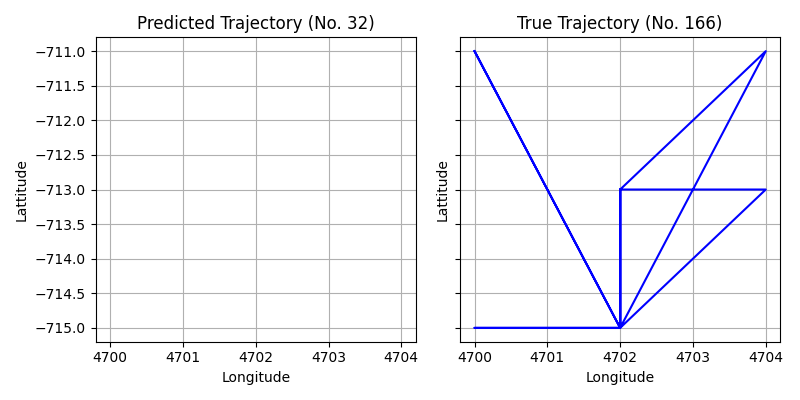 Predicted Trajectory (No. 32)
True Trajectory (No. 166)
Lattitude
−711.0
−711.5
−712.0
−712.5
−713.0
−713.5
−714.0
−714.5
−715.0
4700 4701 4702 4703 4704
Longitude
Lattitude
4700 4701 4702 4703 4704
Longitude